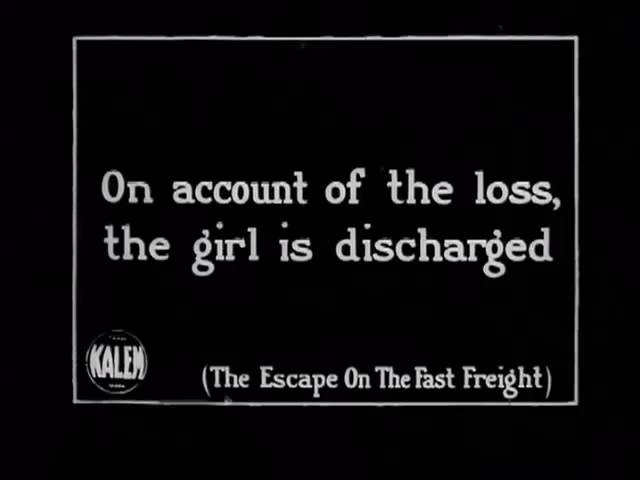 On account of the loss,
the girl is discharged
KALEM
(The Escape On The Fast Freight)